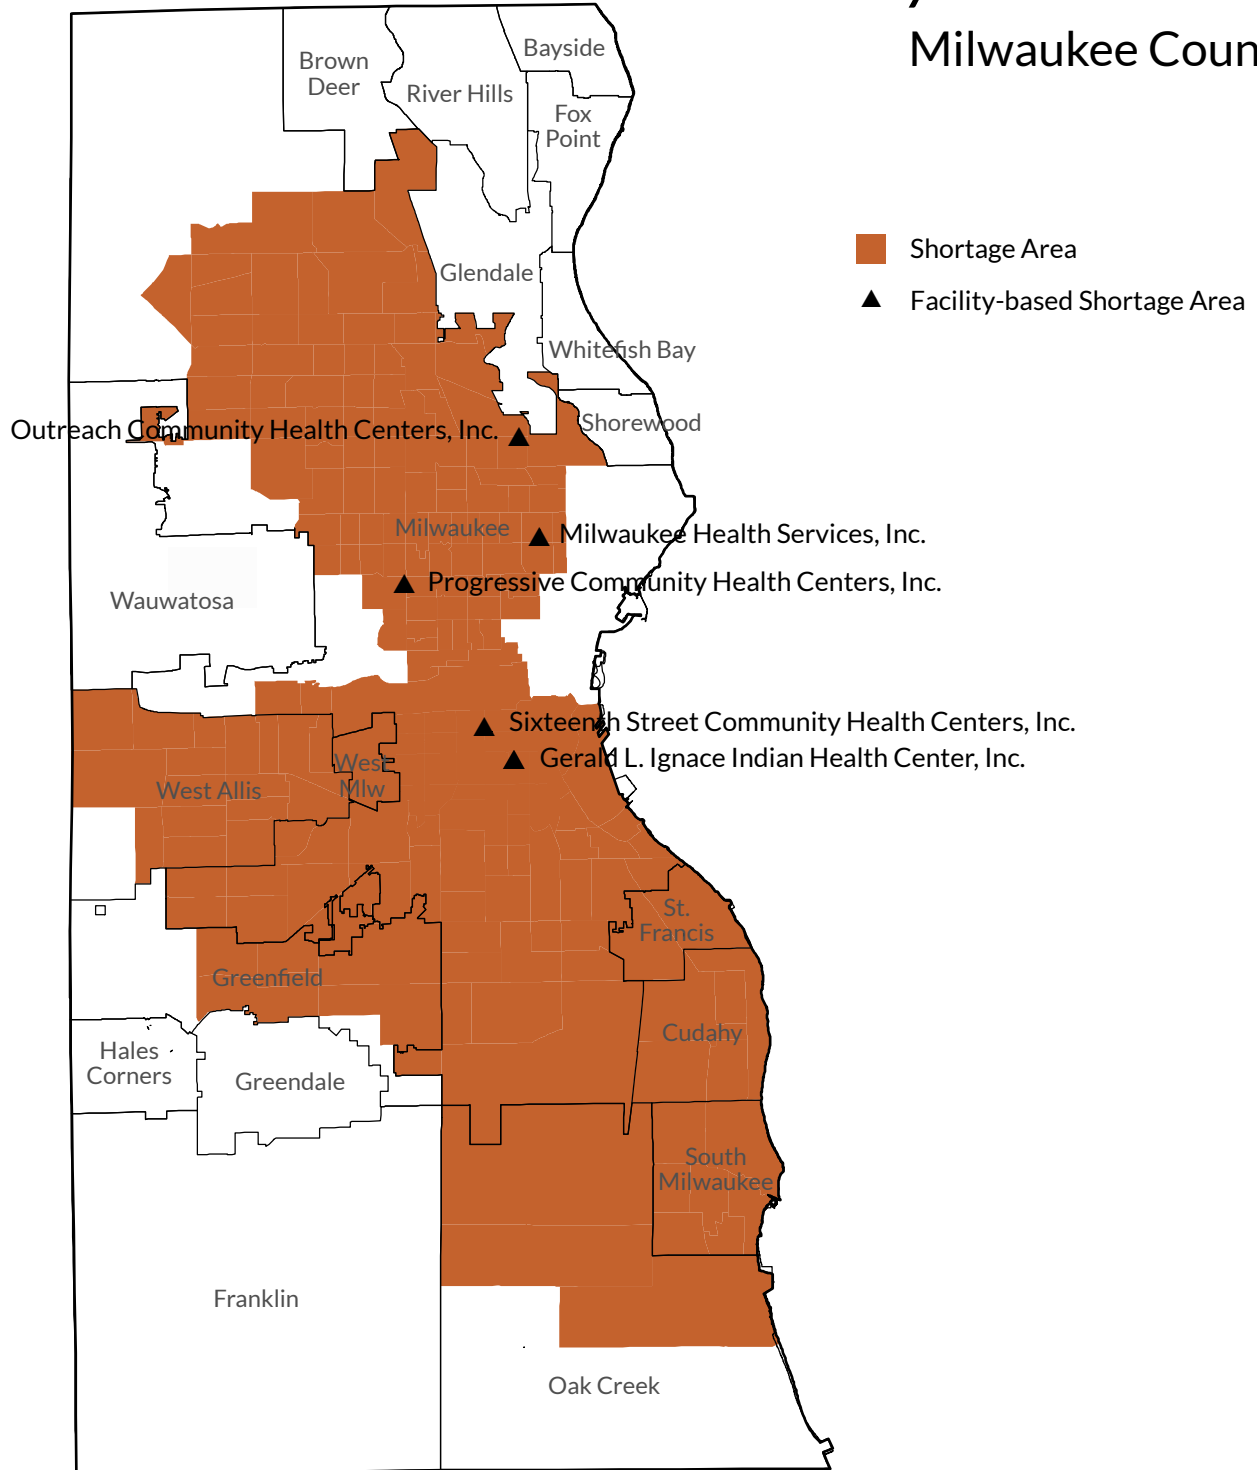 Milwaukee Coun
Bayside
Brown
Deer
River Hills
Fox
Point
Shortage Area
Glendale
Facility-based Shortage Area
Whitefish Bay
Shorewood
Outreach Community Health Centers, Inc.
Milwaukee
Milwaukee Health Services, Inc.
Progressive Community Health Centers, Inc.
Wauwatosa
Sixteenth Street Community Health Centers, Inc.
Gerald L. Ignace Indian Health Center, Inc.
West
Mlw
West Allis
St.
Francis
Greenfield
Cudahy
Hales
Corners
Greendale
South
Milwaukee
Franklin
Oak Creek